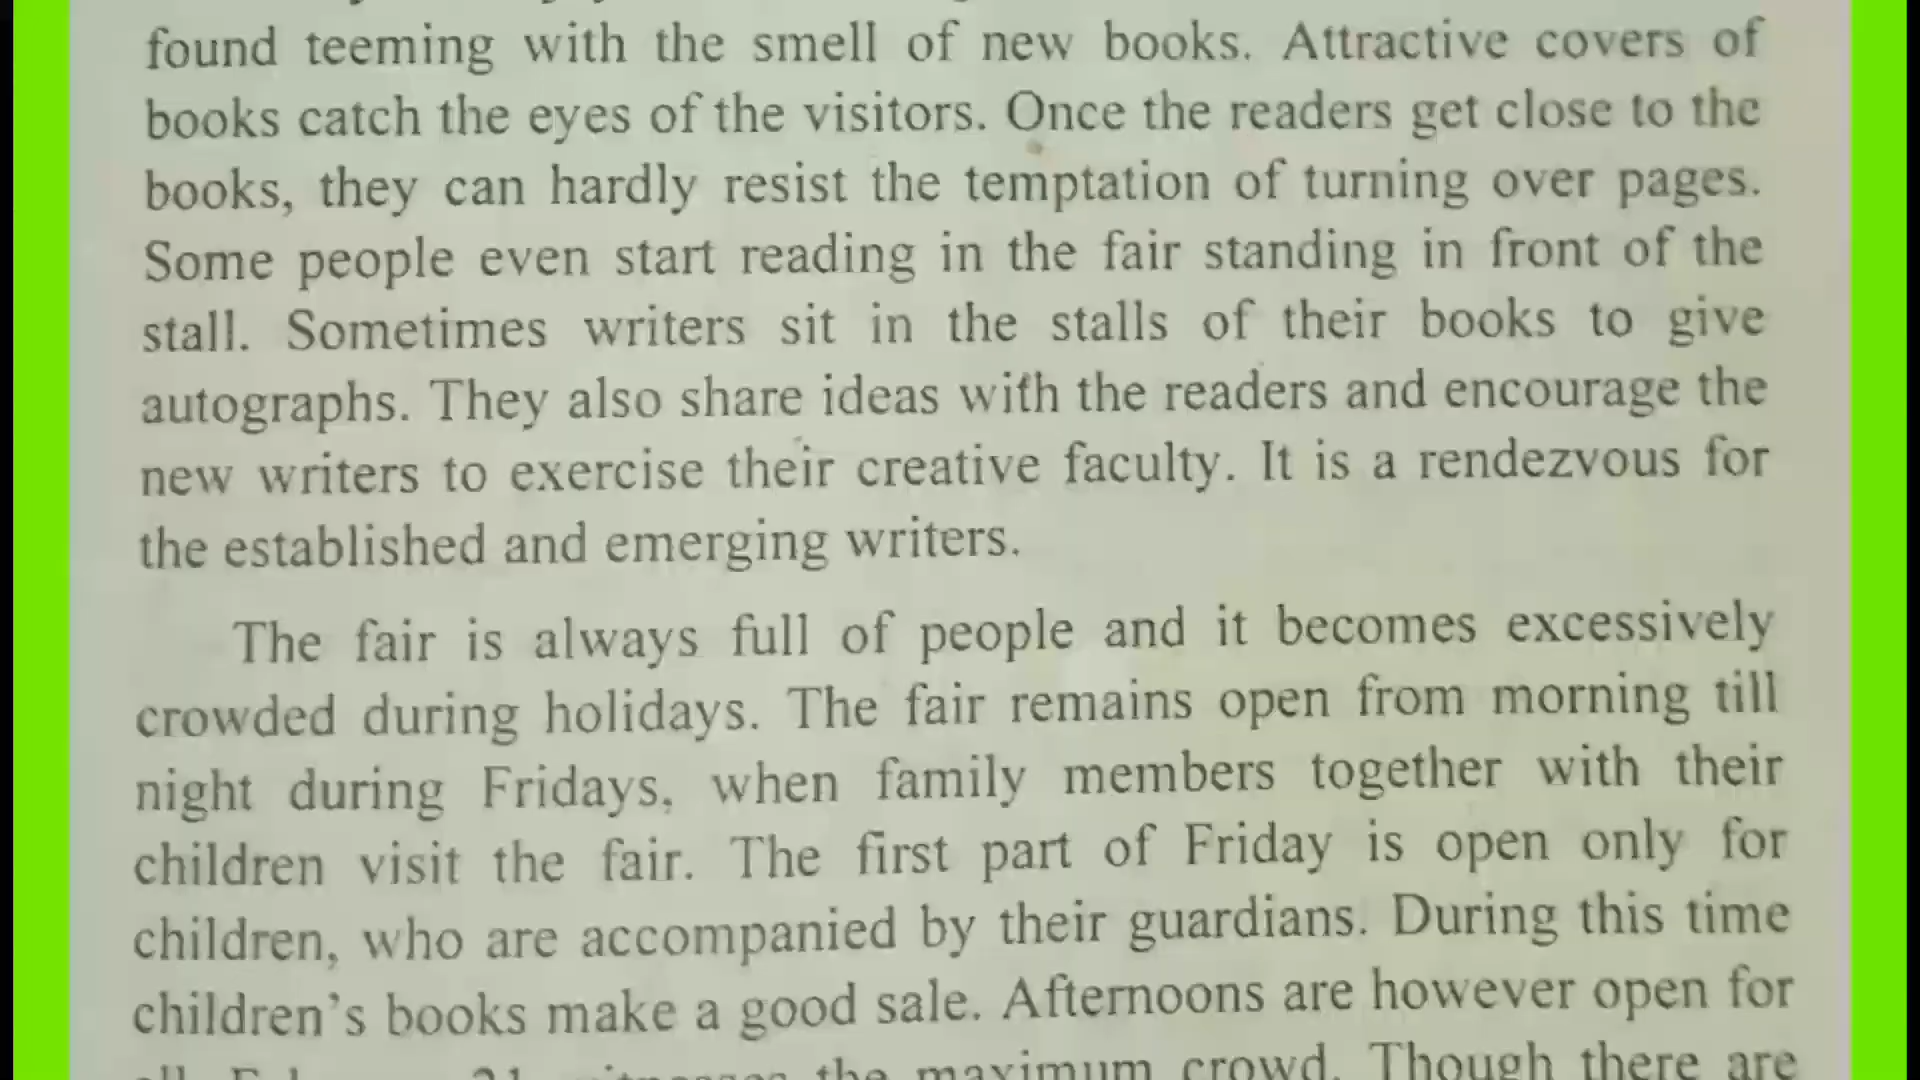 found teeming with the smell of new books. Attractive covers of
books catch the eyes of the visitors. Once the readers get close to the
books, they can hardly resist the temptation of turning over pages.
Some people even start reading in the fair standing in front of the
stall. Sometimes writers sit in the stalls of their books to give
autographs. They also share ideas with the readers and encourage the
new writers to exercise their creative faculty. It is a rendezvous for
the established and emerging writers.
The fair is always full of people and it becomes excessively
crowded during holidays. The fair remains open from morning till
night during Fridays, when family members together with their
children visit the fair. The first part of Friday is open only for
children, who are accompanied by their guardians. During this time
children's books make a good sale. Afternoons are however open for
the maximum crowd. Though there are